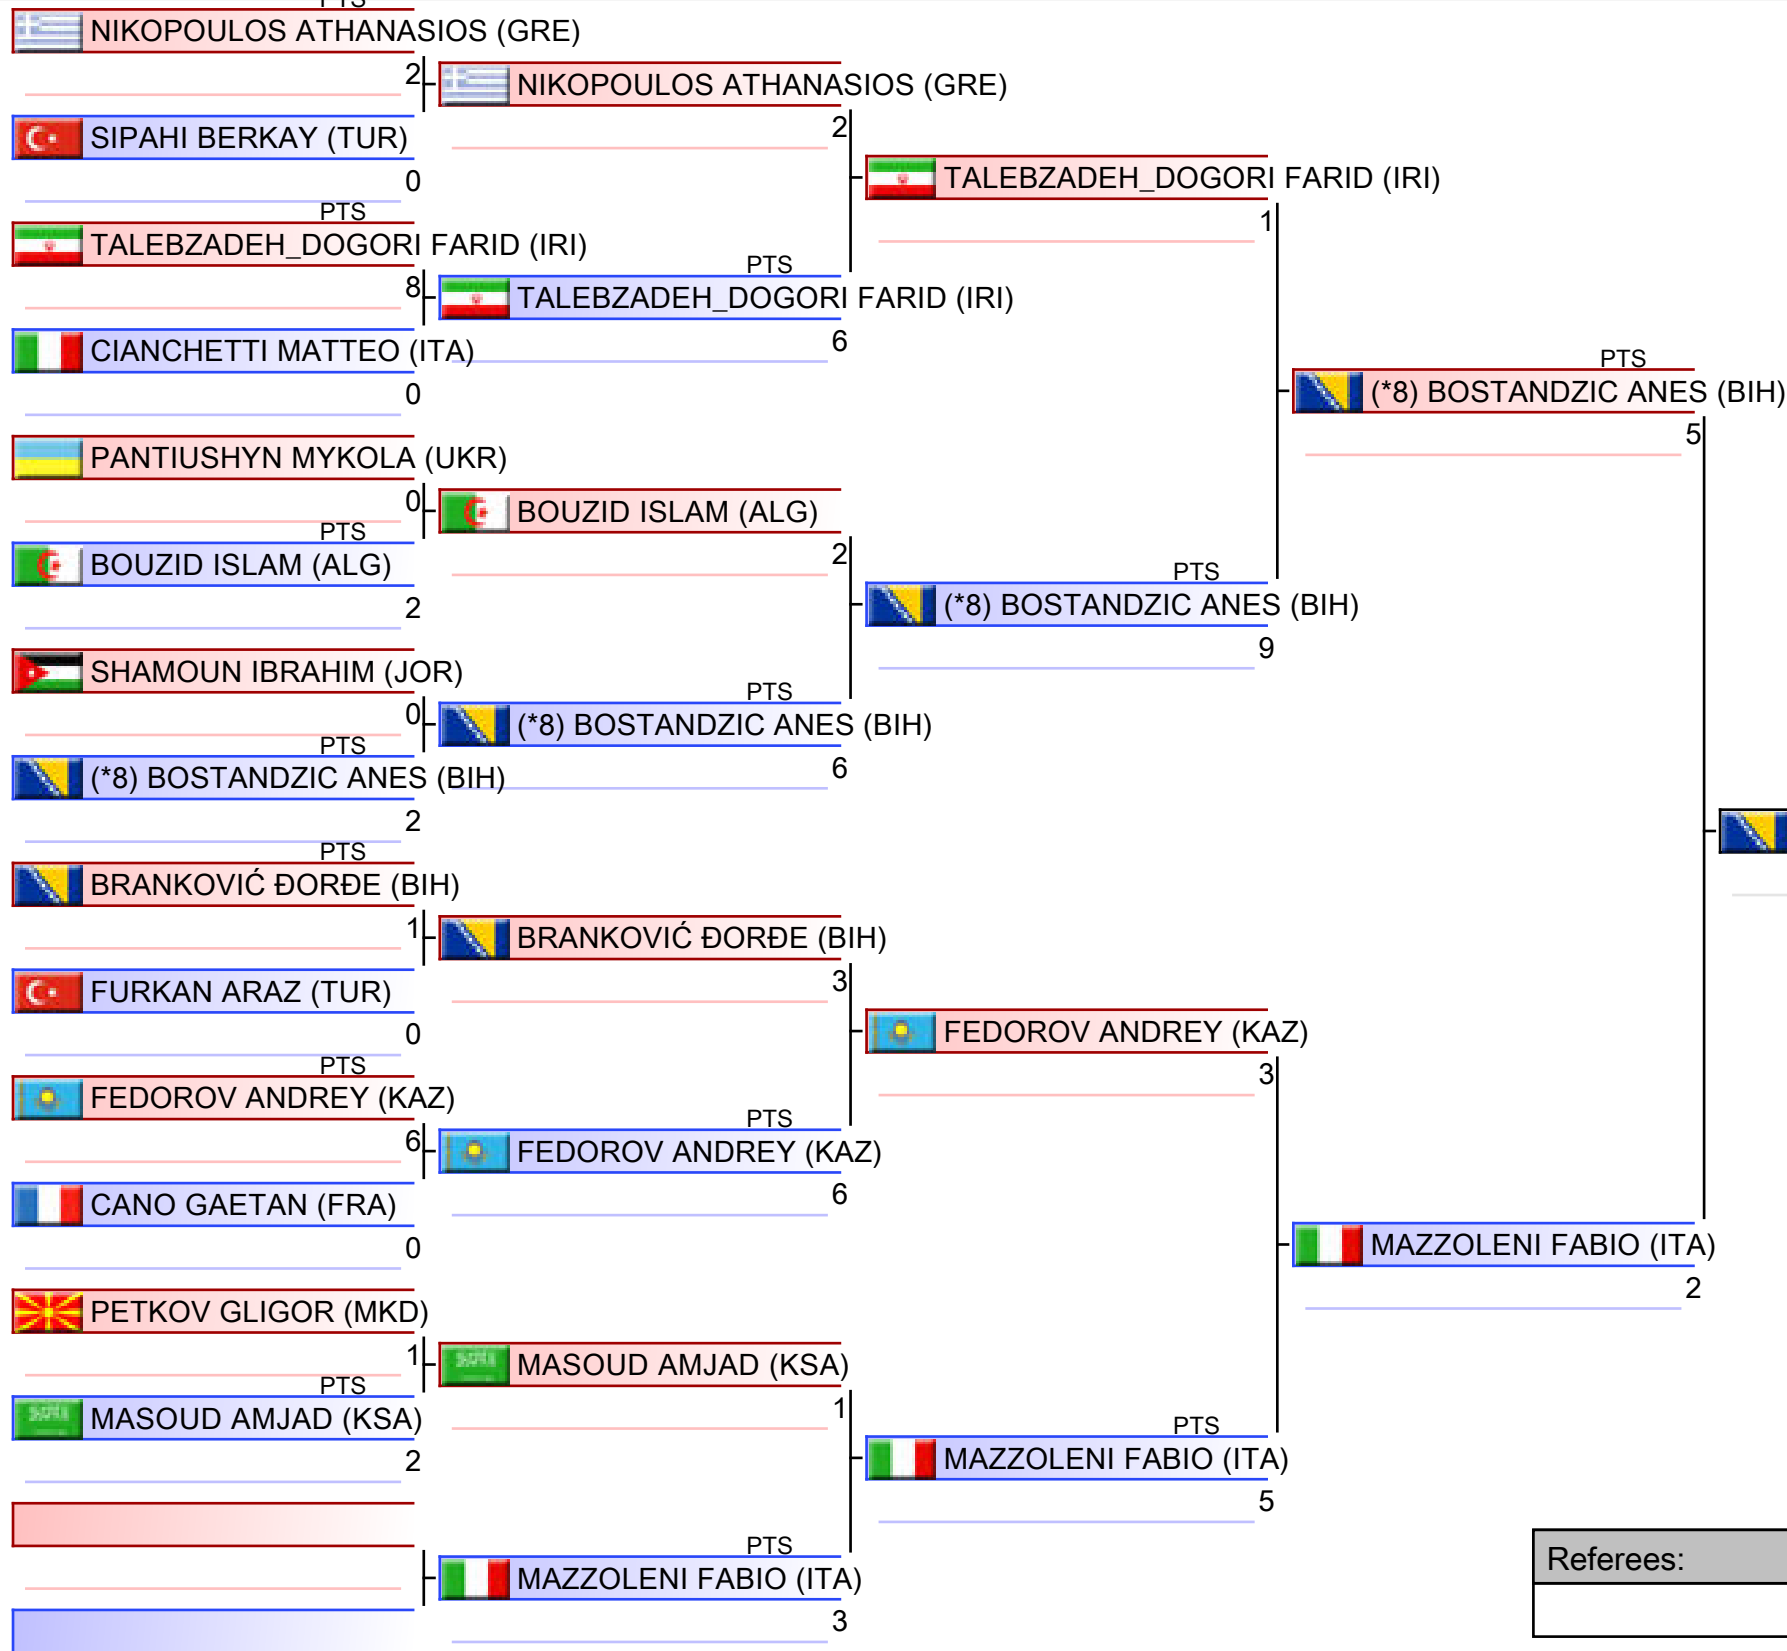 PTS
NIKOPOULOS ATHANASIOS (GRE)
2
SIPAHI BERKAY (TUR)
0
PTS
TALEBZADEH_DOGORI FARID (IRI)
8
CIANCHETTI MATTEO (ITA)
0
PANTIUSHYN MYKOLA (UKR)
0
PTS
BOUZID ISLAM (ALG)
2
SHAMOUN IBRAHIM (JOR)
0
PTS
(*8) BOSTANDZIC ANES (BIH)
2
PTS
BRANKOVIĆ ĐORĐE (BIH)
1
FURKAN ARAZ (TUR)
0
PTS
FEDOROV ANDREY (KAZ)
6
CANO GAETAN (FRA)
0
PETKOV GLIGOR (MKD)
1
PTS
MASOUD AMJAD (KSA)
2
NIKOPOULOS ATHANASIOS (GRE)
2
PTS
TALEBZADEH_DOGORI FARID (IRI)
6
BOUZID ISLAM (ALG)
2
PTS
(*8) BOSTANDZIC ANES (BIH)
6
BRANKOVIĆ ĐORĐE (BIH)
3
PTS
FEDOROV ANDREY (KAZ)
6
MASOUD AMJAD (KSA)
1
PTS
MAZZOLENI FABIO (ITA)
3
TALEBZADEH_DOGORI FARID (IRI)
1
PTS
(*8) BOSTANDZIC ANES (BIH)
9
FEDOROV ANDREY (KAZ)
3
PTS
MAZZOLENI FABIO (ITA)
5
PTS
(*8) BOSTANDZIC ANES (BIH)
5
MAZZOLENI FABIO (ITA)
2
Referees: